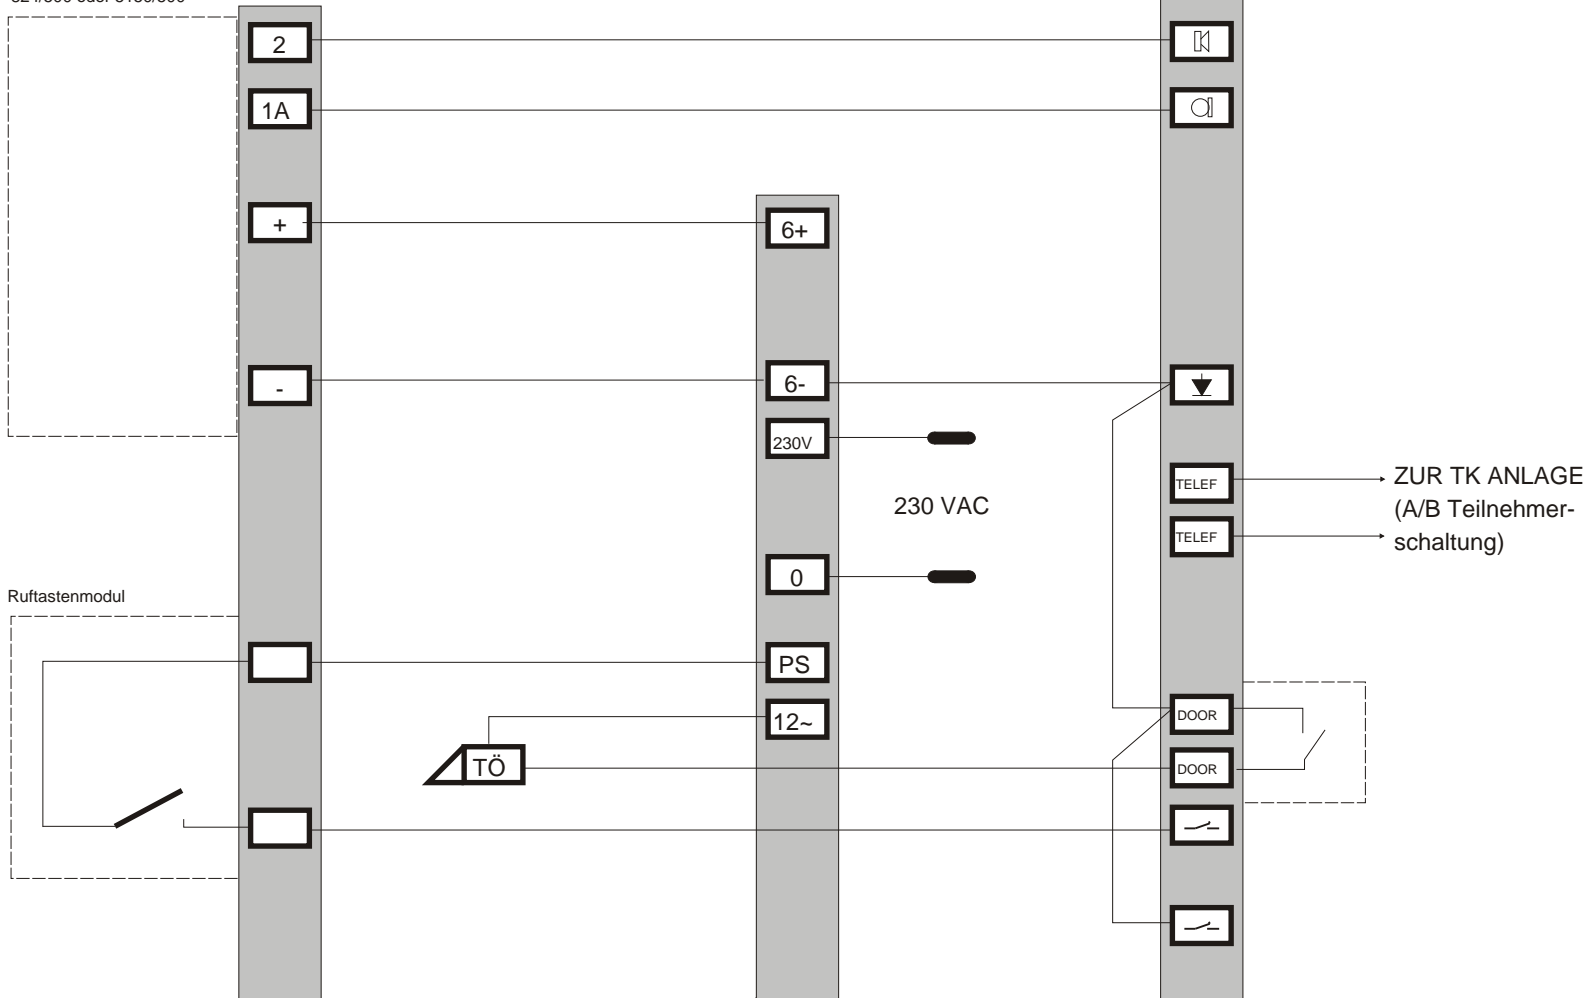 2
1A
+
6+
-
6-
230V
230 VAC
TELEF
ZUR TK ANLAGE
(A/B Teilnehmer-
TELEF
schaltung)
0
Ruftastenmodul
PS
12~
DOOR
TÖ
DOOR